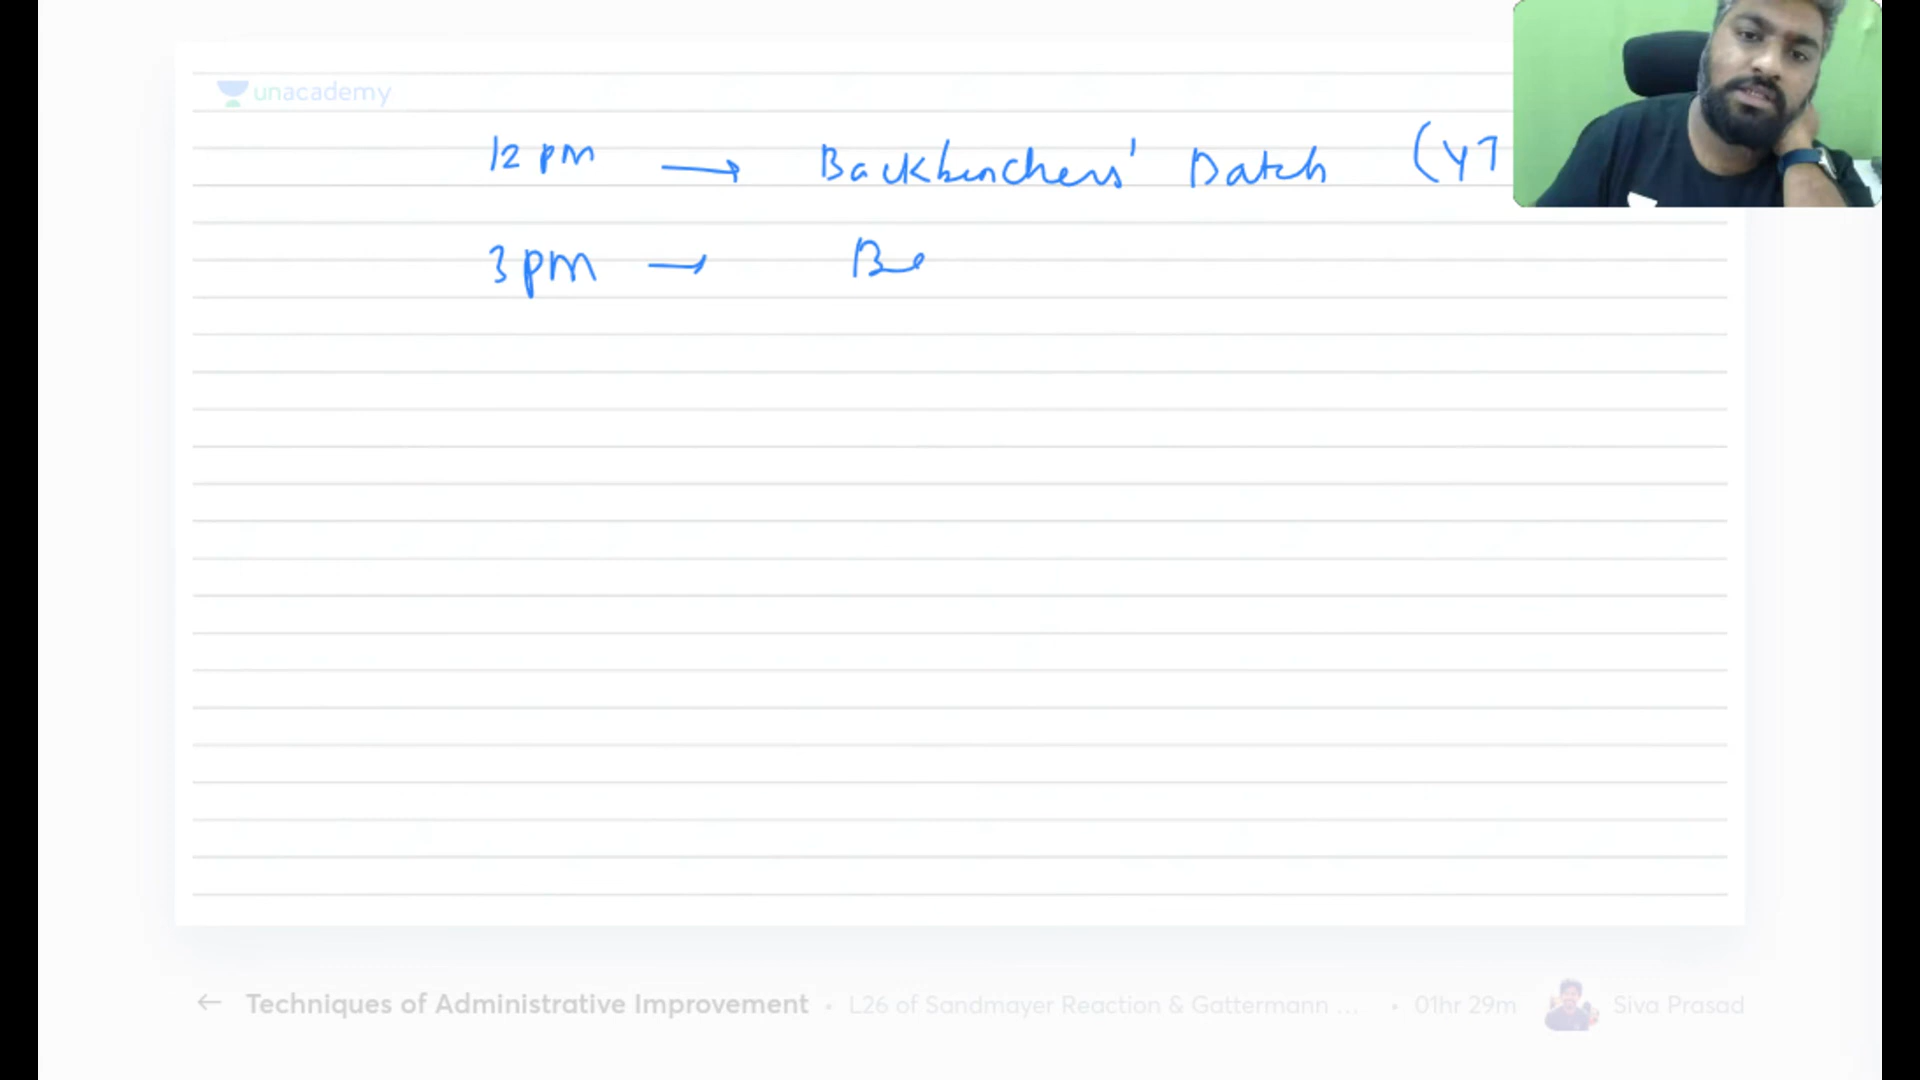 unacademy
12 pm → Backbenchers' Batch (YT
3 pm → Be
← Techniques of Administrative Improvement • L26 of Sandmayer Reaction & Gattermann ... • 01hr 29m Siva Prasad